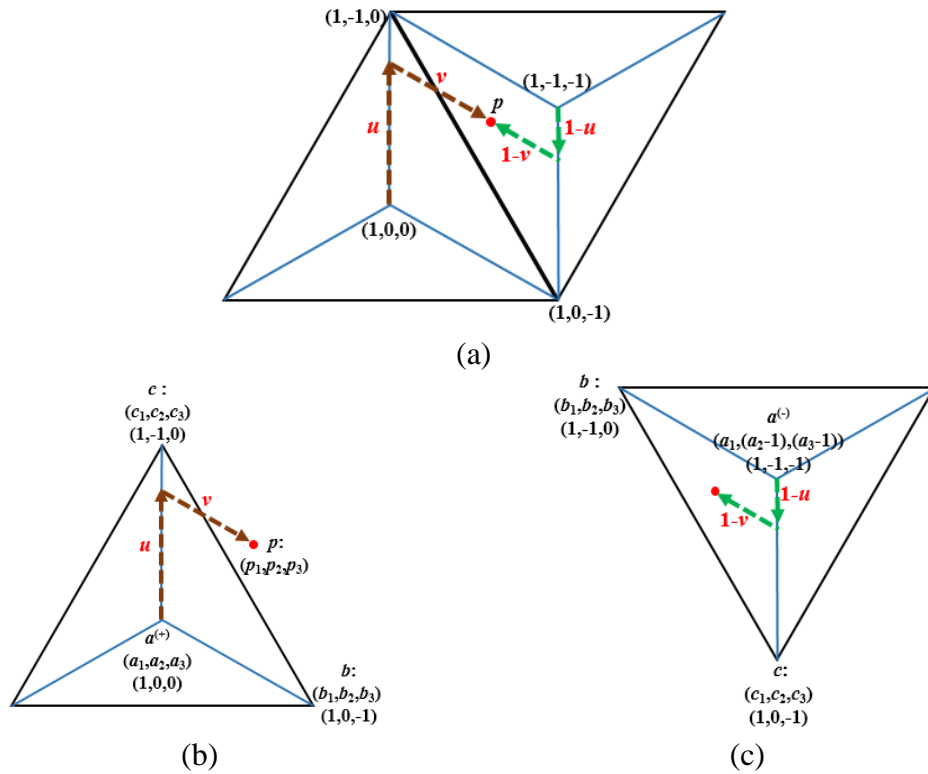 (1,-1,0)
(1,-1,-1)
v
p
u
1-u
1-v
(1,0,0)
(1,0,-1)
(a)
c :
(c1,c2,c3)
(1,-1,0)
v
u
p:
(p1,p2,p3)
a(+)
(a1,a2,a3)
(1,0,0)
b:
(b1,b2,b3)
(1,0,-1)
(b)
b :
(b1,b2,b3)
(1,-1,0)
a(-)
(a1,(a2-1),(a3-1))
(1,-1,-1)
1-u
1-v
c:
(c1,c2,c3)
(1,0,-1)
(c)